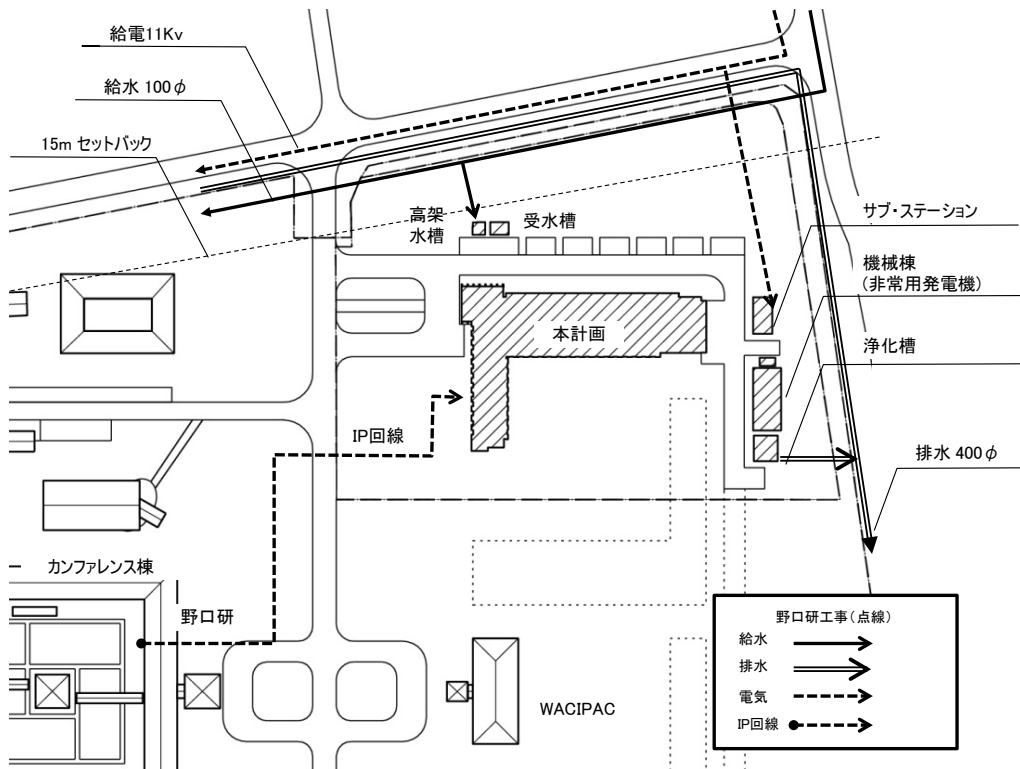 給電11Kv
給水 100φ
15m セットバック
高架
水槽
受水槽
サブ・ステーション
機械棟
(非常用発電機)
浄化槽
本計画
IP回線
排水 400φ
カンファレンス棟
野口研
WACIPAC
野口研工事(点線)
給水
排水
電気
IP回線